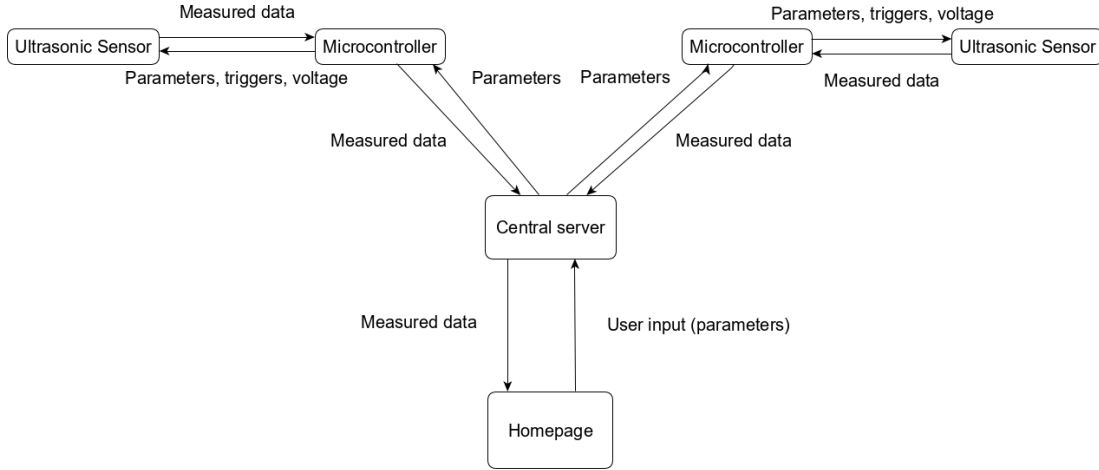 Measured data
Parameters, triggers, voltage
Ultrasonic Sensor
Microcontroller
Microcontroller
Ultrasonic Sensor
Parameters, triggers, voltage
Parameters
Parameters
Measured data
Measured data
Measured data
Central server
Measured data
User input (parameters)
Homepage